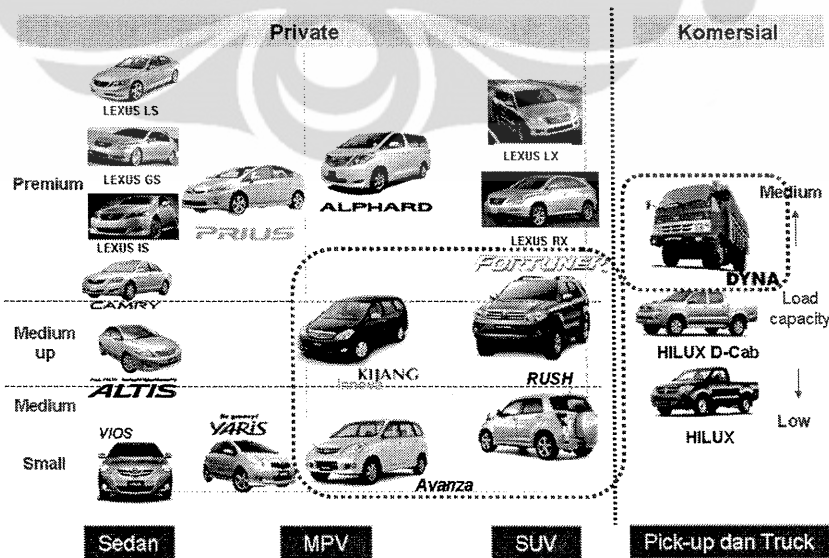 Private
Komersial
LEXUS LS
LEXUS GS
LEXUS IS
PRIUS
ALPHARD
LEXUS LX
LEXUS RX
Premium
CAMRY
FORTUNER
Medium
DYNA
Load
capacity
Medium
up
ALTIS
KIJANG
Innova
RUSH
HILUX D-Cab
Medium
Small
VIOS
YARiS
Avanza
HILUX
Low
Sedan
MPV
SUV
Pick-up dan Truck